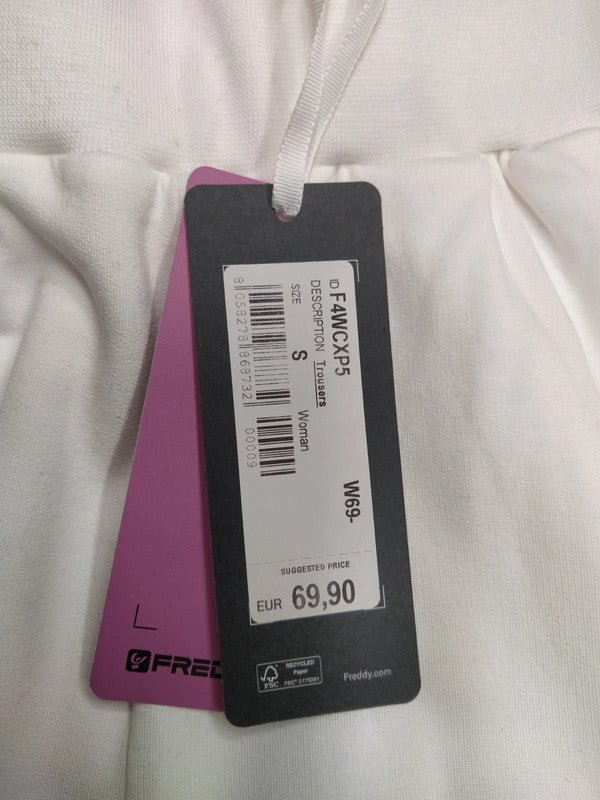 ID F4WCXP5
W69-
DESCRIPTION Trousers
SIZE
S
Woman
8 058278 868732
00009
SUGGESTED PRICE
EUR 69,90
FSC
RECYCLED
Paper
Freddy.com
FRED